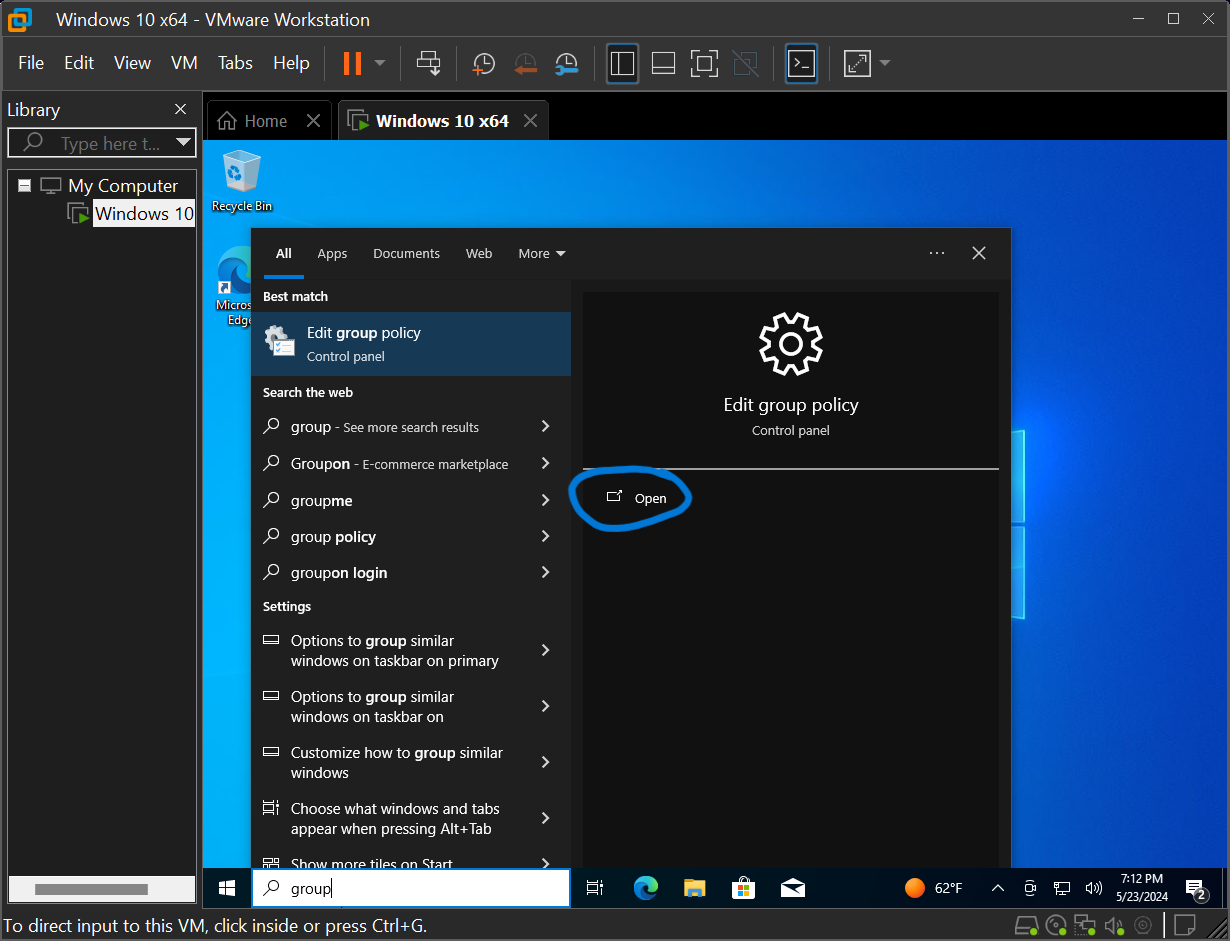 Windows 10 x64 - VMware Workstation
File Edit View VM Tabs Help
Library
Type here t...
My Computer
Windows 10
Home
Windows 10 x64
Recycle Bin
Micros
Edge
All Apps Documents Web More
Best match
Edit group policy
Control panel
Search the web
group - See more search results
Groupon - E-commerce marketplace
groupme
group policy
groupon login
Settings
Options to group similar
windows on taskbar on primary
Options to group similar
windows on taskbar on
Customize how to group similar
windows
Choose what windows and tabs
appear when pressing Alt+Tab
Show more tiles on Start
Edit group policy
Control panel
Open
group
62°F
7:12 PM
5/23/2024
2
To direct input to this VM, click inside or press Ctrl+G.